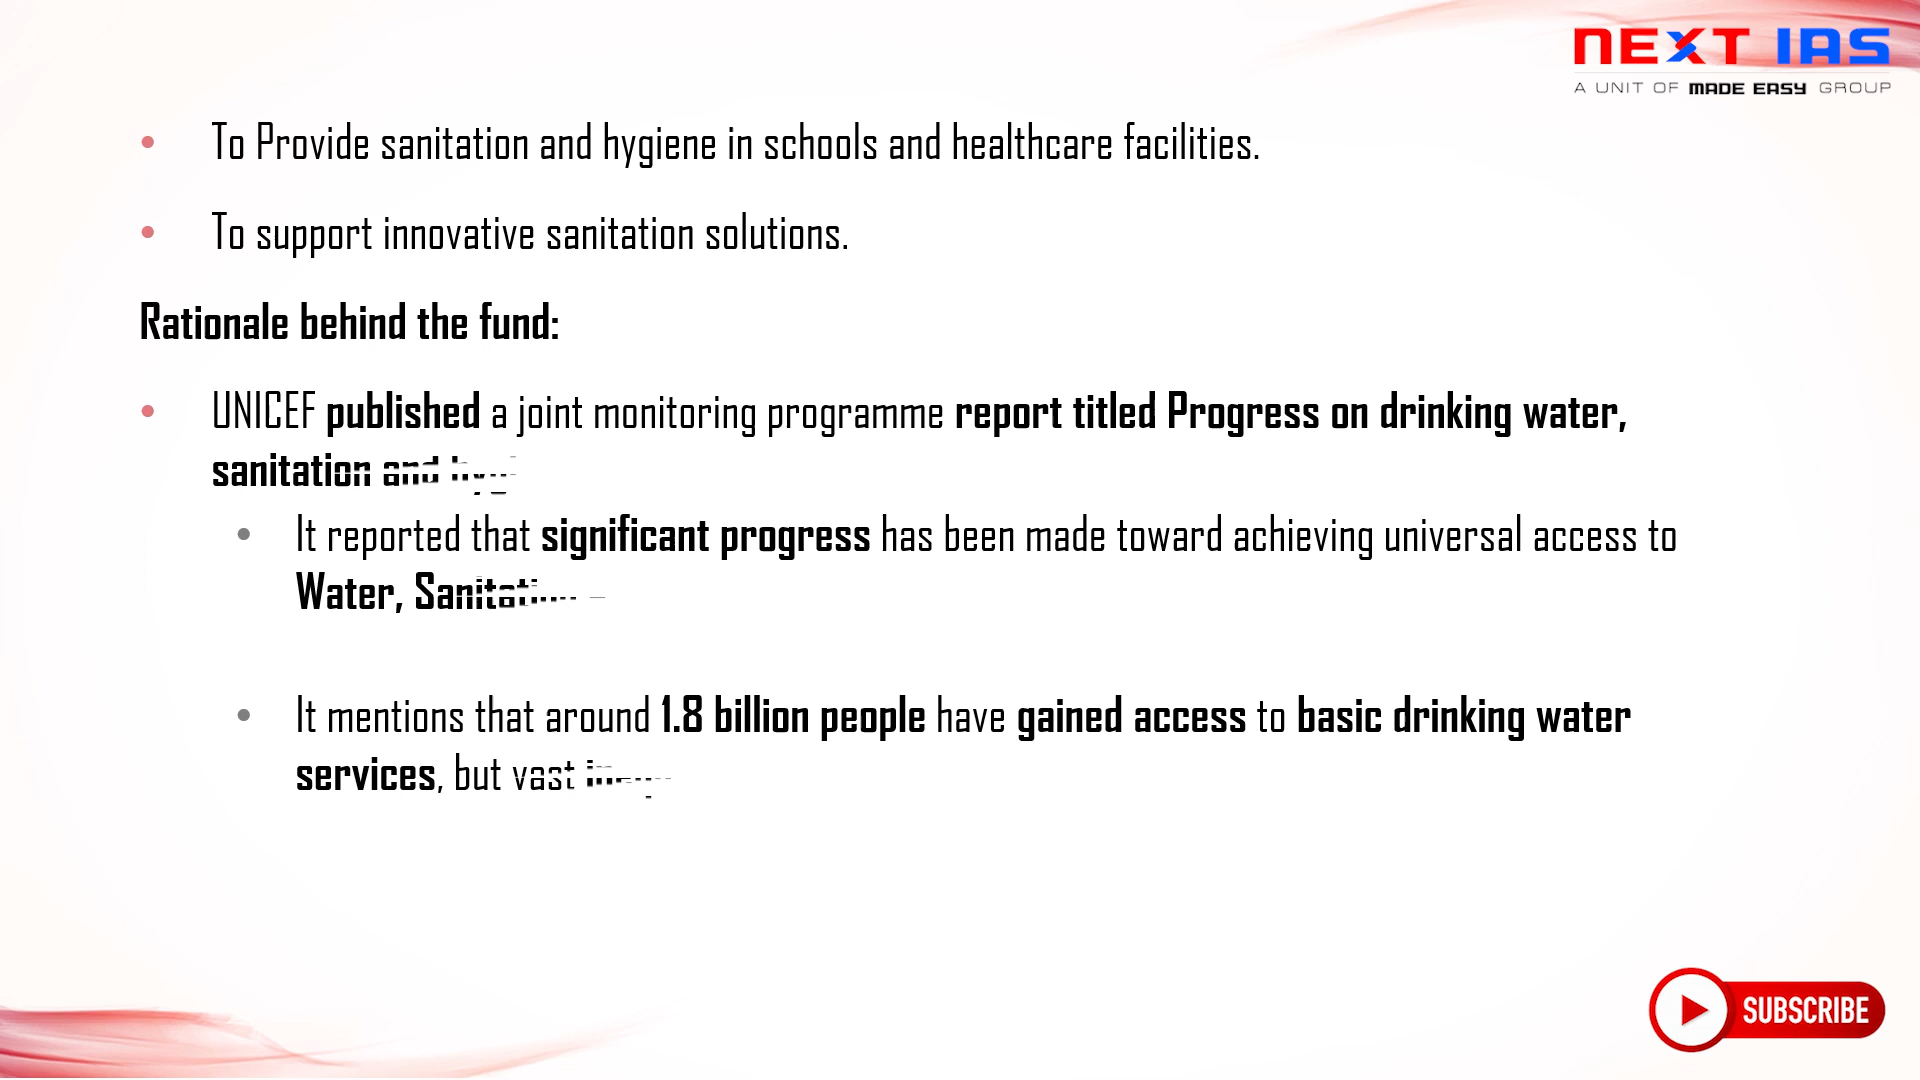 NEXT IAS
A UNIT OF MADE EASY GROUP
• To Provide sanitation and hygiene in schools and healthcare facilities.
• To support innovative sanitation solutions.
Rationale behind the fund:
• UNICEF published a joint monitoring programme report titled Progress on drinking water,
sanitation and
• It reported that significant progress has been made toward achieving universal access to
Water,
• It mentions that around 1.8 billion people have gained access to basic drinking water
services, but vast
SUBSCRIBE